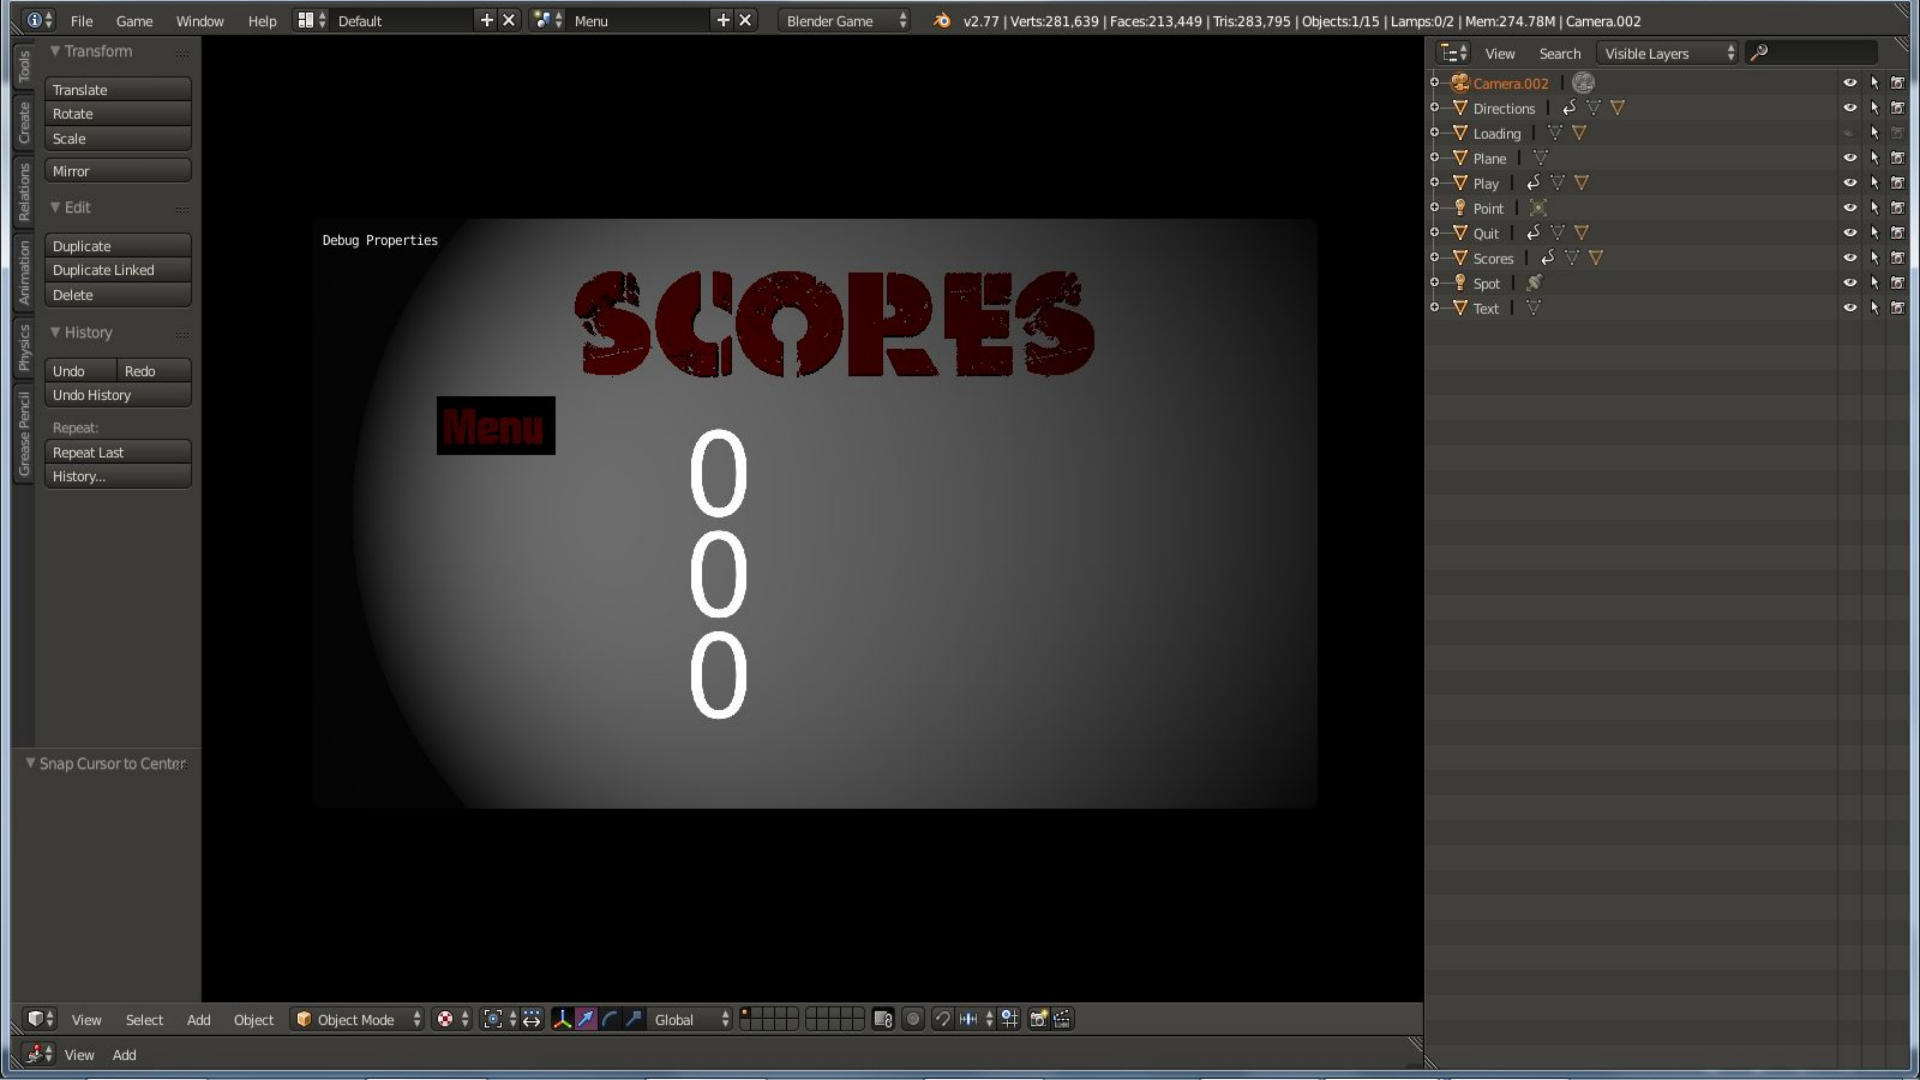 File Game Window Help Default Menu Blender Game v2.77 | Verts:281,639 | Faces:213,449 | Tris:283,795 | Objects:1/15 | Lamps:0/2 | Mem:274.78M | Camera.002
Tools
Create
Relations
Animation
Physics
Grease Pencil
Transform
Translate
Rotate
Scale
Mirror
Edit
Duplicate
Duplicate Linked
Delete
History
Undo Redo
Undo History
Repeat:
Repeat Last
History...
Snap Cursor to Center
Debug Properties
SCORES
Menu
0
0
0
View Search Visible Layers
Camera.002
Directions
Loading
Plane
Play
Point
Quit
Scores
Spot
Text
View Select Add Object Object Mode Global
View Add